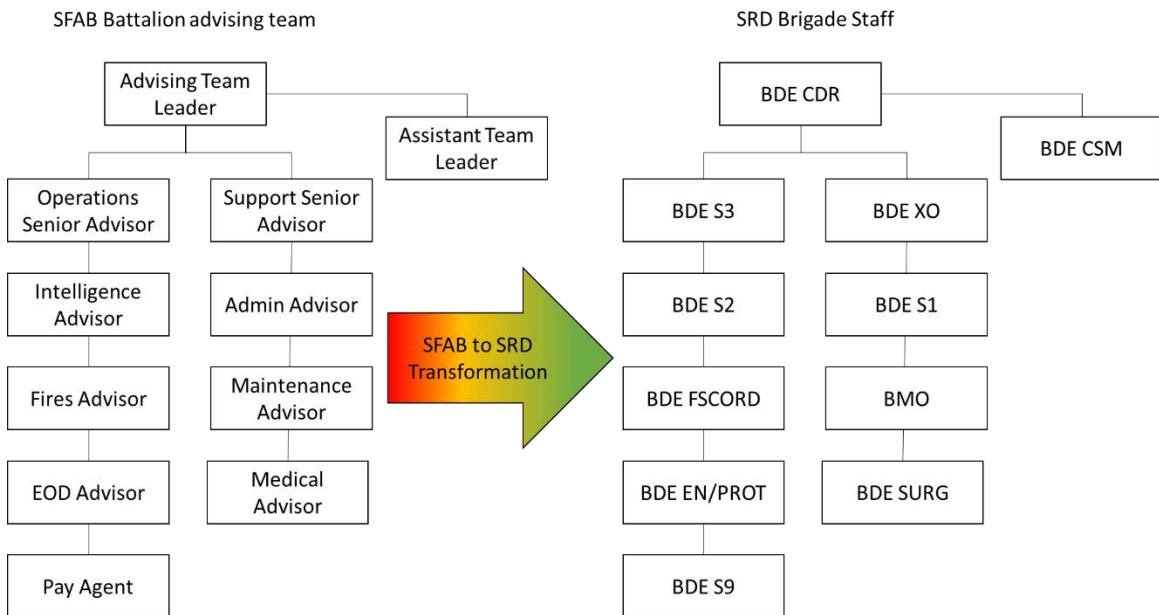 SFAB Battalion advising team
SRD Brigade Staff
Advising Team
Leader
Assistant Team
Leader
Operations
Senior Advisor
Support Senior
Advisor
Intelligence
Advisor
Admin Advisor
Fires Advisor
Maintenance
Advisor
EOD Advisor
Medical
Advisor
Pay Agent
SFAB to SRD
Transformation
BDE CDR
BDE CSM
BDE S3
BDE XO
BDE S2
BDE S1
BDE FSCORD
BMO
BDE EN/PROT
BDE SURG
BDE S9